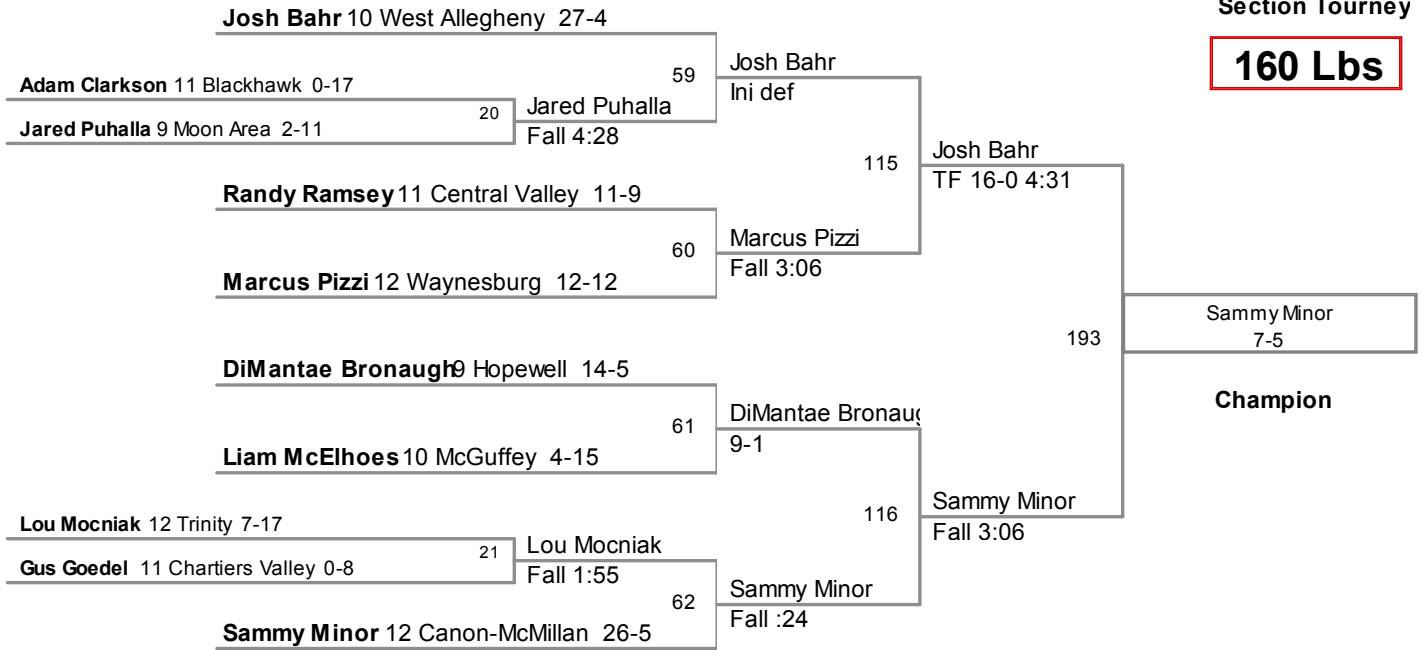 Section Tourney
160 Lbs
Josh Bahr 10 West Allegheny 27-4
59
Josh Bahr
Ini def
Adam Clarkson 11 Blackhawk 0-17
20
Jared Puhalla
Fall 4:28
Jared Puhalla 9 Moon Area 2-11
115
Josh Bahr
TF 16-0 4:31
Randy Ramsey 11 Central Valley 11-9
60
Marcus Pizzi
Fall 3:06
Marcus Pizzi 12 Waynesburg 12-12
193
Sammy Minor
7-5
Champion
DiMantae Bronaugh 9 Hopewell 14-5
61
DiMantae Bronaug
9-1
Liam McElhoes 10 McGuffey 4-15
116
Sammy Minor
Fall 3:06
Lou Mocniak 12 Trinity 7-17
21
Lou Mocniak
Fall 1:55
Gus Goedel 11 Chartiers Valley 0-8
62
Sammy Minor
Fall :24
Sammy Minor 12 Canon-McMillan 26-5